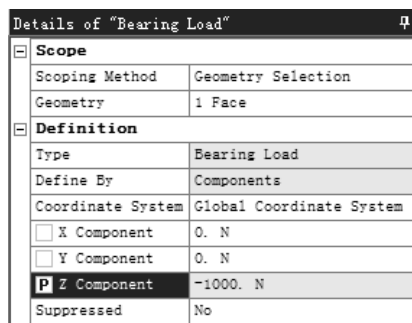 Details of "Bearing Load"
Scope
Scoping Method Geometry Selection
Geometry 1 Face
Definition
Type Bearing Load
Define By Components
Coordinate System Global Coordinate System
X Component 0. N
Y Component 0. N
P Z Component -1000. N
Suppressed No